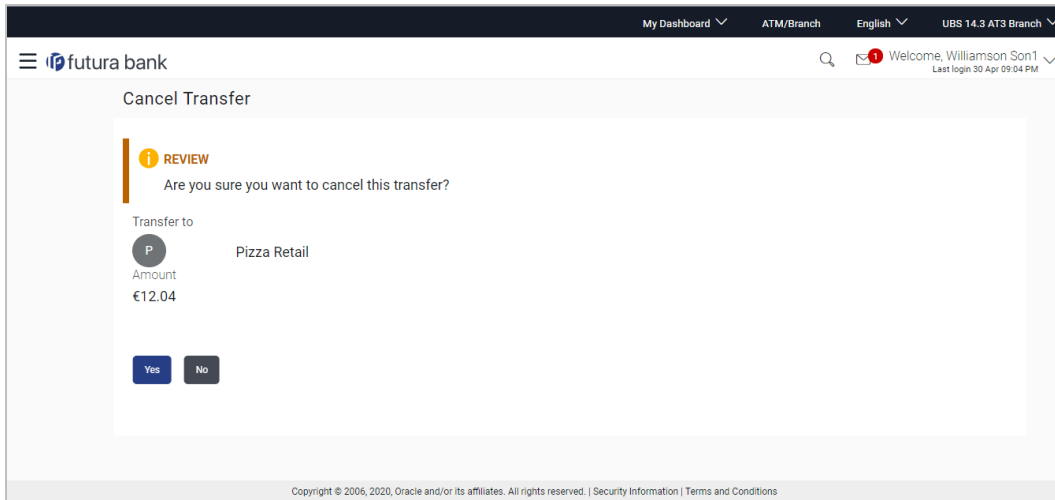 My Dashboard ATM/Branch English UBS 14.3 AT3 Branch
futura bank 1 Welcome, Williamson Son1
Last login 30 Apr 09:04 PM
Cancel Transfer
REVIEW
Are you sure you want to cancel this transfer?
Transfer to
P Pizza Retail
Amount
€12.04
Yes No
Copyright © 2006, 2020, Oracle and/or its affiliates. All rights reserved. | Security Information | Terms and Conditions